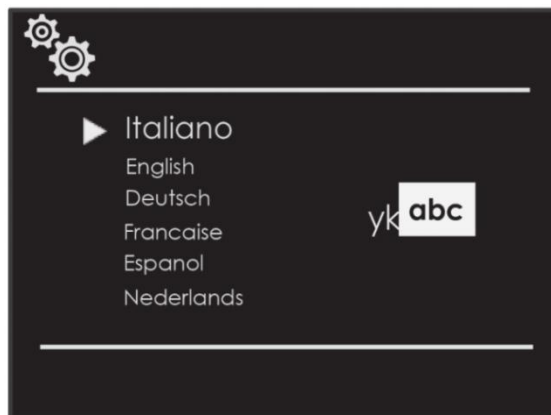 Italiano
English
Deutsch
Francaise
Espanol
Nederlands
yk abc